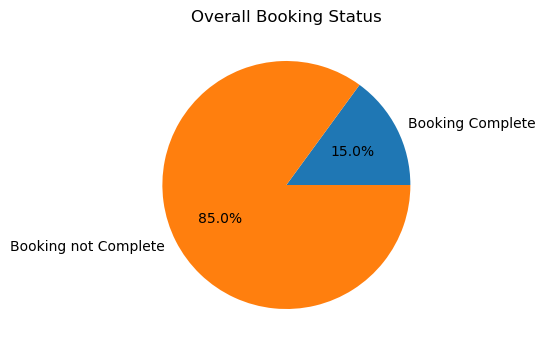 Overall Booking Status
Booking Complete
15.0%
85.0%
Booking not Complete